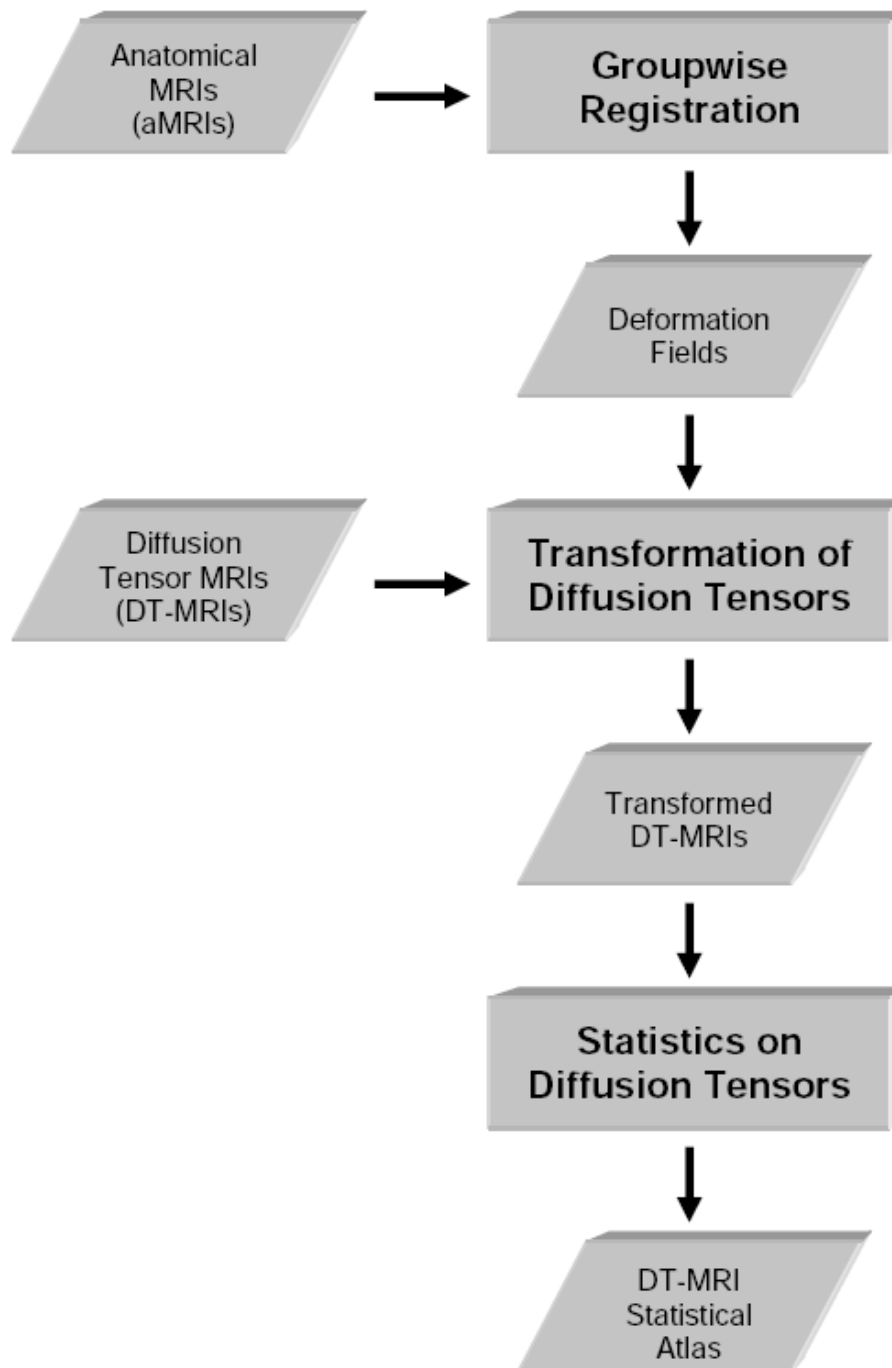 Anatomical
MRIs
(aMRIs)
Groupwise
Registration
Deformation
Fields
Diffusion
Tensor MRIs
(DT-MRIs)
Transformation of
Diffusion Tensors
Transformed
DT-MRIs
Statistics on
Diffusion Tensors
DT-MRI
Statistical
Atlas